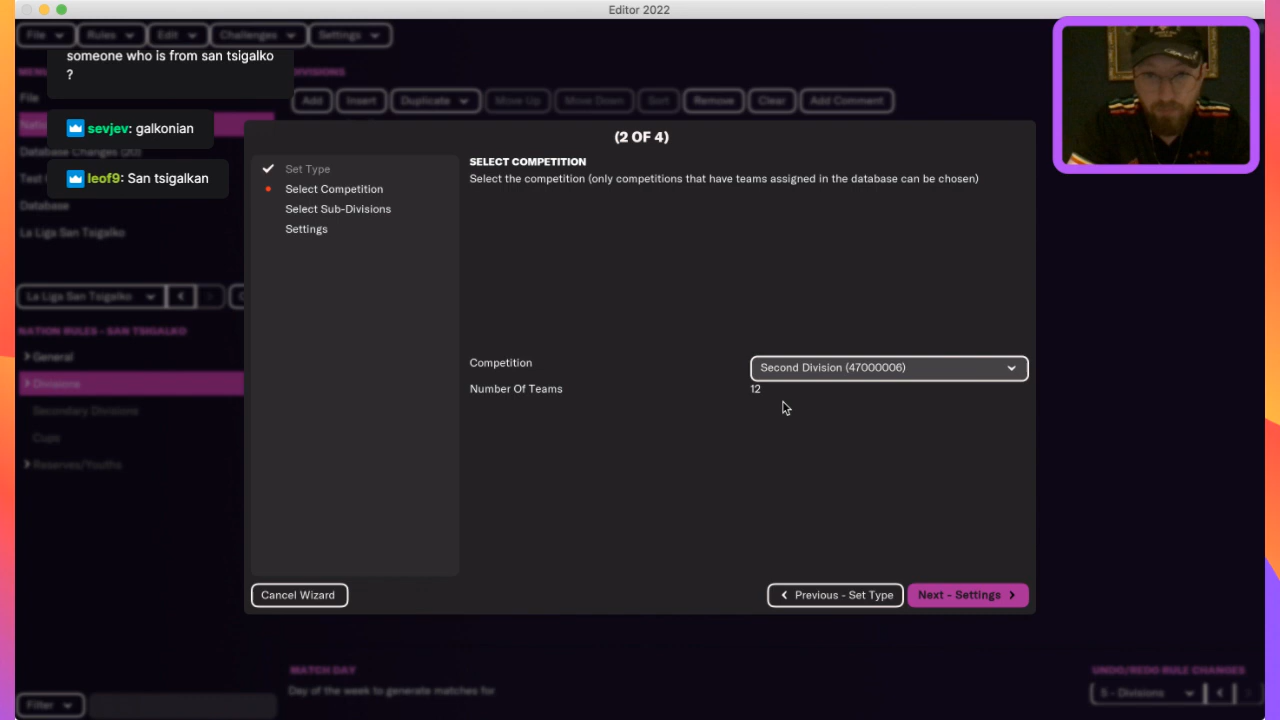 Editor 2022
File
Rules
Edit
Challenges
Settings
someone who is from san tsigalko
?
sevjev: galkonian
leof9: San tsigalkan
File
Database Changes (20)
Database
La Liga San Tsigalko
La Liga San Tsigalko
NATION RULES - SAN TSIGALKO
General
Divisions
Secondary Divisions
Cups
Reserves/Youths
Filter
DIVISIONS
Add
Insert
Duplicate
Move Up
Move Down
Sort
Remove
Clear
Add Comment
(2 OF 4)
Set Type
Select Competition
Select Sub-Divisions
Settings
SELECT COMPETITION
Select the competition (only competitions that have teams assigned in the database can be chosen)
Competition
Second Division (47000006)
Number Of Teams
12
Cancel Wizard
Previous - Set Type
Next - Settings
MATCH DAY
Day of the week to generate matches for
UNDO/REDO RULE CHANGES
5 - Divisions